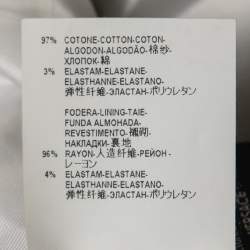 97% COTONE-COTTON-COTON-
ALGODON-ALGODÃO-棉纱-
ХЛОПОК-綿
3% ELASTAM-ELASTANE-
ELASTHANNE-ELASTANO-
弹性纤维-ЭЛАСТАН-ポリウレタン
FODERA-LINING-TAIE-
FUNDA ALMOHADA-
REVESTIMENTO-衬砌-
НАКЛАДКИ-裏地
96% RAYON-人造纤维-РЕЙОН-
レーヨン
4% ELASTAM-ELASTANE-
ELASTHANNE-ELASTANO-
弹性纤维-ЭЛАСТАН-ポリウレタン